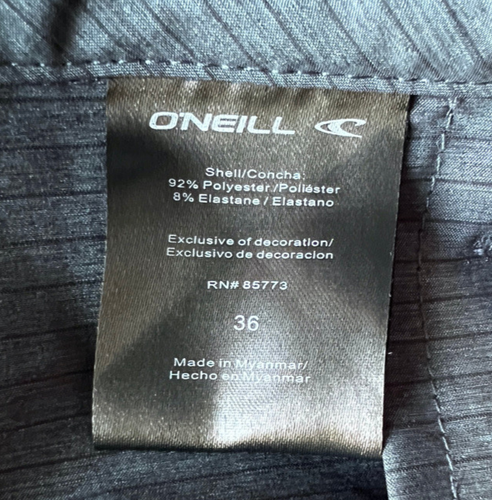 O'NEILL
Shell/Concha:
92% Polyester/Poliéster
8% Elastane/Elastano
Exclusive of decoration/
Exclusivo de decoracion
RN# 85773
36
Made in Myanmar/
Hecho en Myanmar